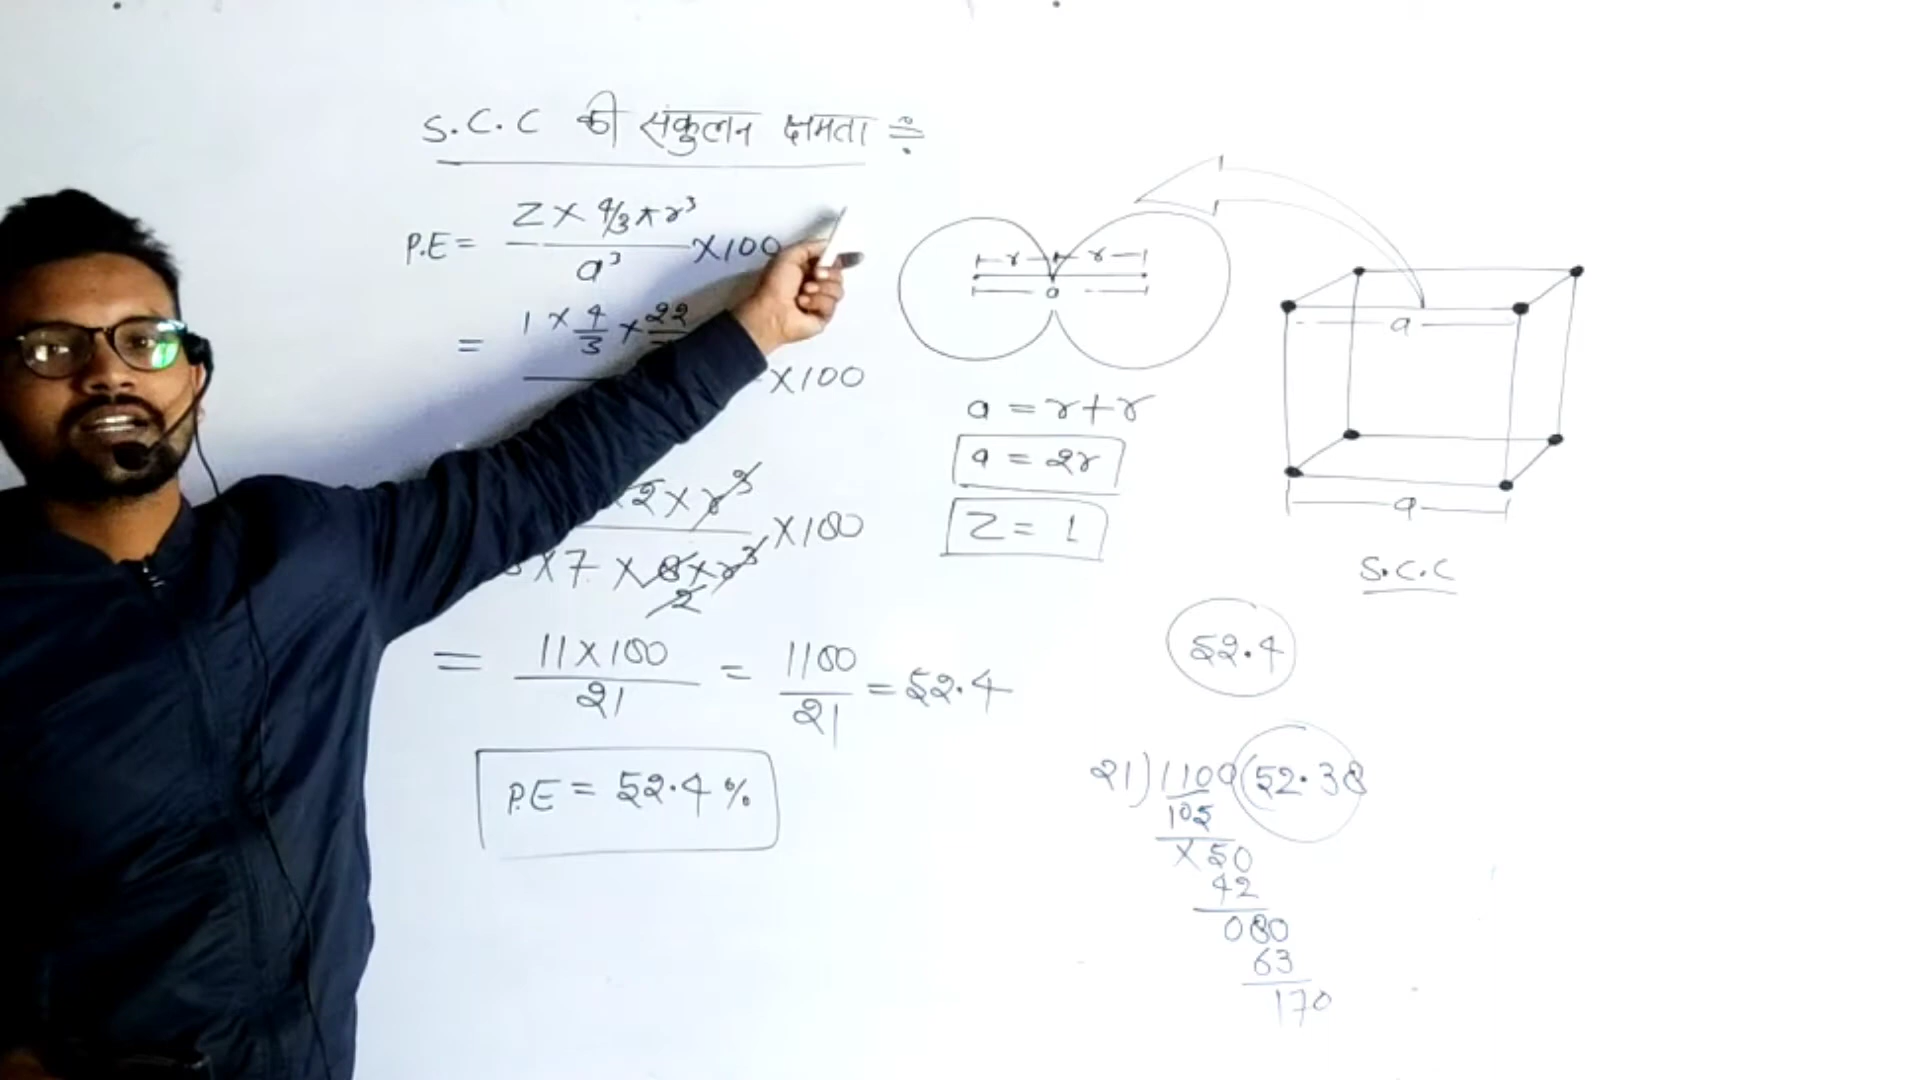 S.C.C की संकुलन क्षमता ÷
P.E = Z × 4/3 π r³ / a³ × 100
= 1 × 4/3 × 22/ × 100
2 × r³ / × 7 × 8 × r³ × 100
2
= 11 × 100 / 21 = 1100 / 21 = 52.4
P.E = 52.4 %
r r
a
a = r + r
a = 2r
Z = 1
a
a
S.C.C
52.4
21)1100(52.38
105
×50
42
080
63
170